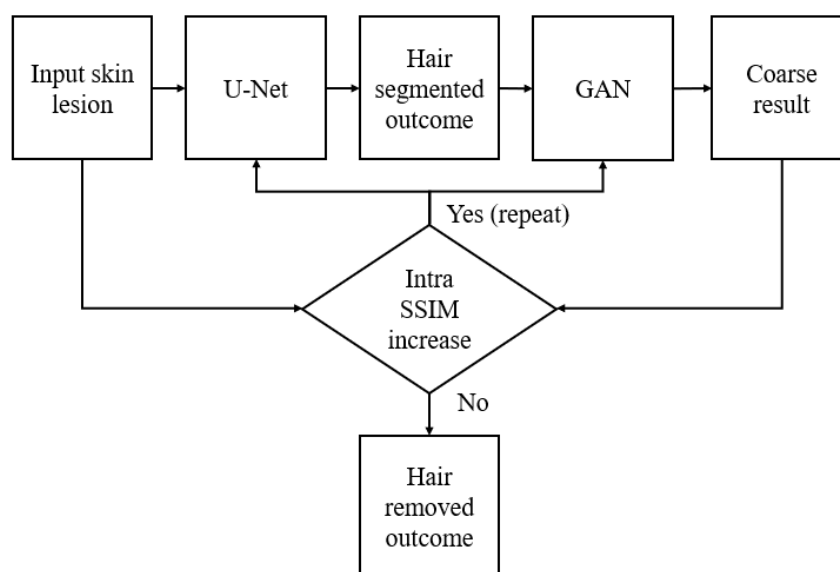 Input skin
lesion
U-Net
Hair
segmented
outcome
GAN
Coarse
result
Yes (repeat)
Intra
SSIM
increase
No
Hair
removed
outcome